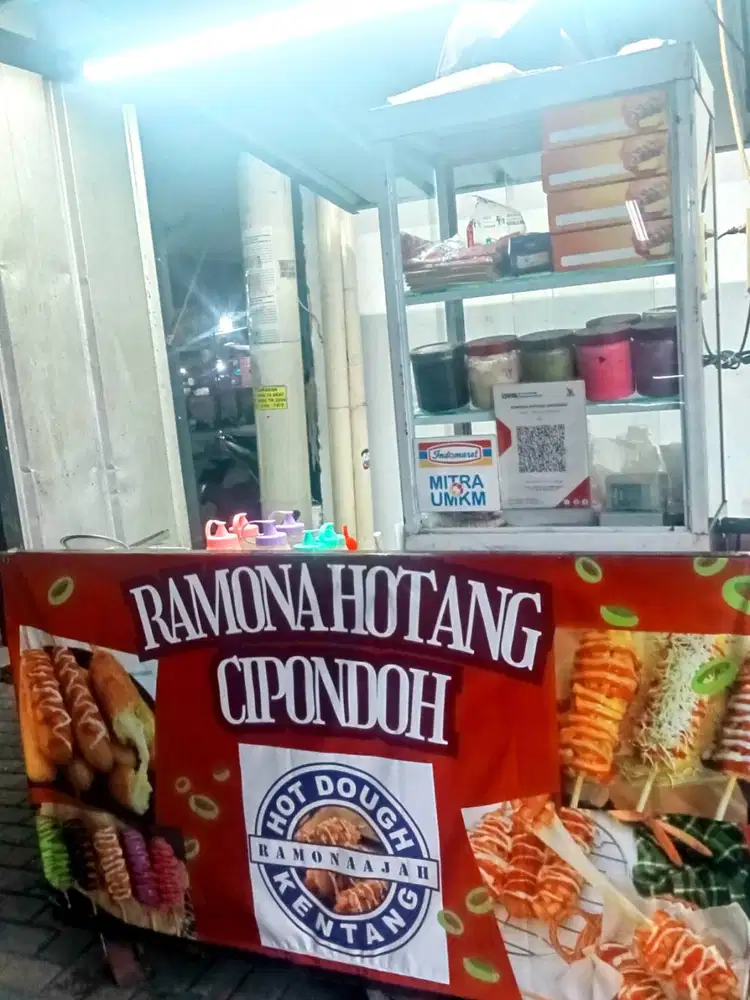 Indomaret
MITRA
UMKM
RAMONA HOTANG
CIPONDOH
HOT DOUGH
RAMONAAJAH
KENTANG